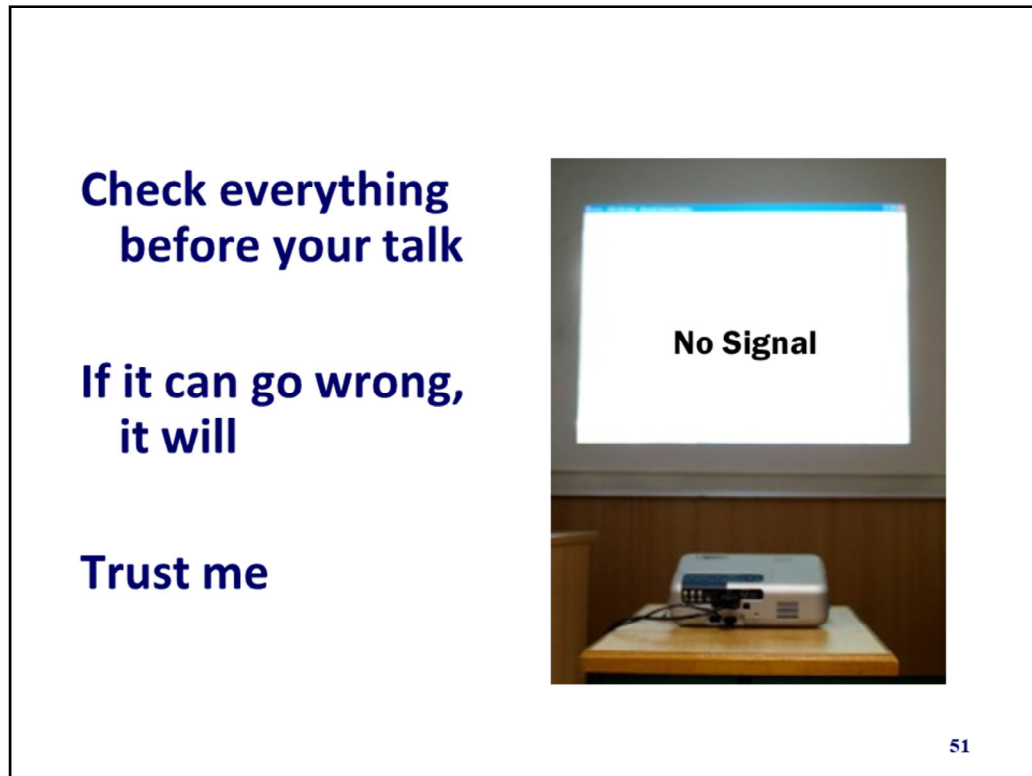 Check everything
before your talk
If it can go wrong,
it will
Trust me
No Signal
51